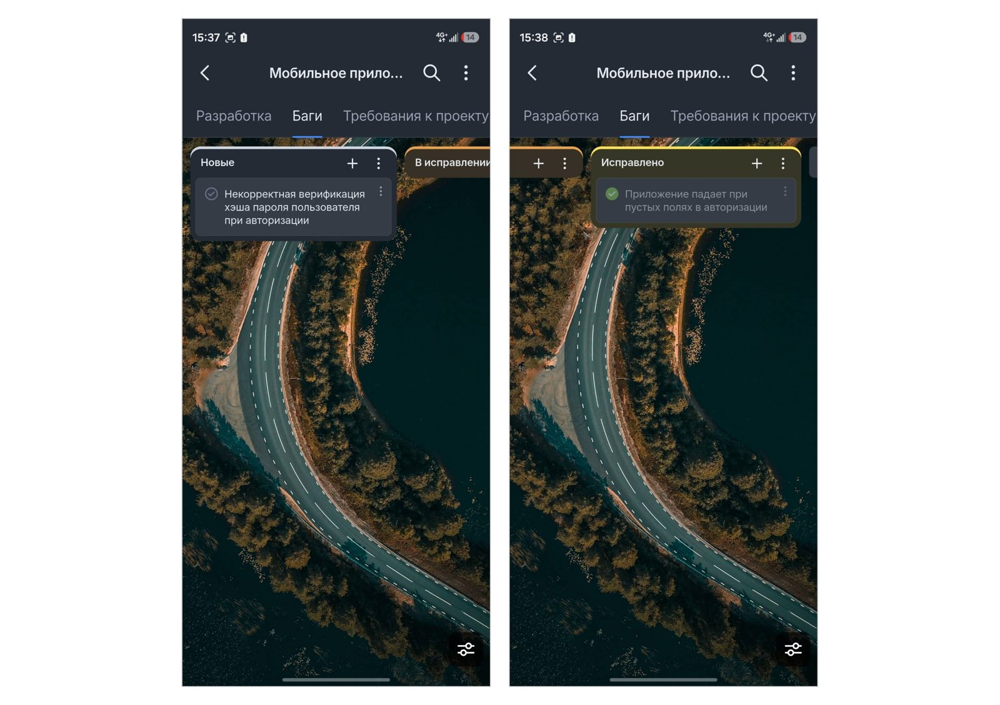 15:37
4G+
14
Мобильное прило...
Разработка
Баги
Требования к проекту
Новые
В исправлении
Некорректная верификация
хэша пароля пользователя
при авторизации
15:38
4G+
14
Мобильное прило...
Разработка
Баги
Требования к проекту
Исправлено
Приложение падает при
пустых полях в авторизации